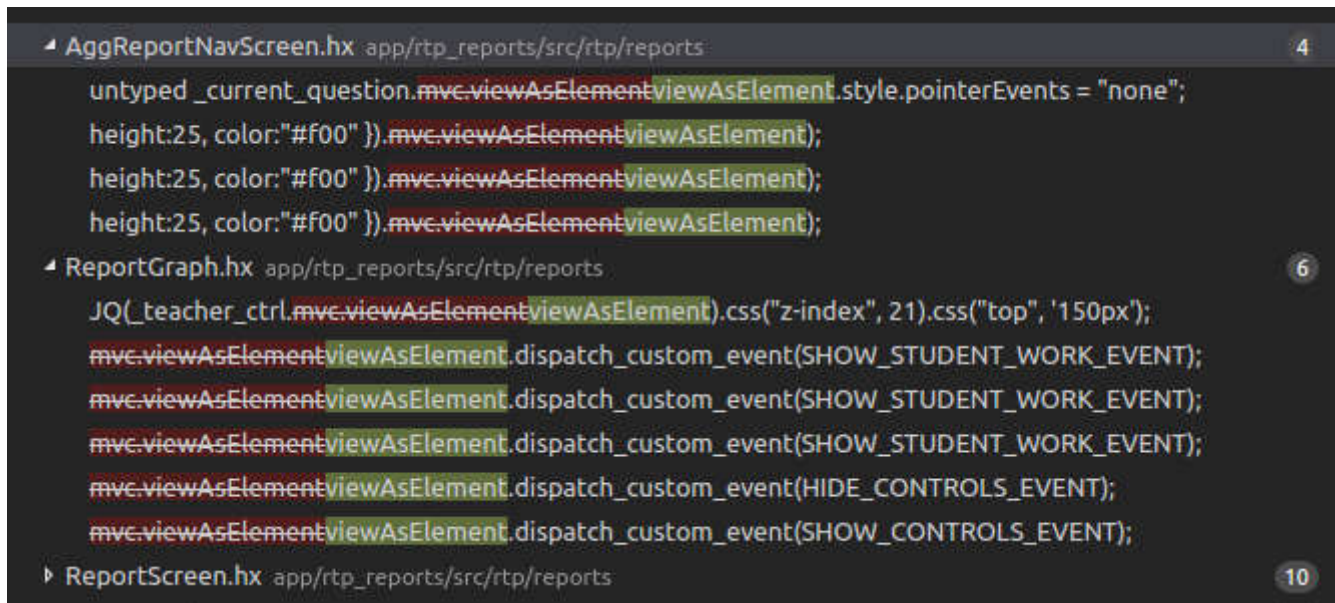 AggReportNavScreen.hx app/rtp_reports/src/rtp/reports 4
untyped _current_question.mvc.viewAsElementviewAsElement.style.pointerEvents = "none";
height:25, color:"#f00" }).mvc.viewAsElementviewAsElement);
height:25, color:"#f00" }).mvc.viewAsElementviewAsElement);
height:25, color:"#f00" }).mvc.viewAsElementviewAsElement);
ReportGraph.hx app/rtp_reports/src/rtp/reports 6
JQ(_teacher_ctrl.mvc.viewAsElementviewAsElement).css("z-index", 21).css("top", '150px');
mvc.viewAsElementviewAsElement.dispatch_custom_event(SHOW_STUDENT_WORK_EVENT);
mvc.viewAsElementviewAsElement.dispatch_custom_event(SHOW_STUDENT_WORK_EVENT);
mvc.viewAsElementviewAsElement.dispatch_custom_event(SHOW_STUDENT_WORK_EVENT);
mvc.viewAsElementviewAsElement.dispatch_custom_event(HIDE_CONTROLS_EVENT);
mvc.viewAsElementviewAsElement.dispatch_custom_event(SHOW_CONTROLS_EVENT);
ReportScreen.hx app/rtp_reports/src/rtp/reports 10